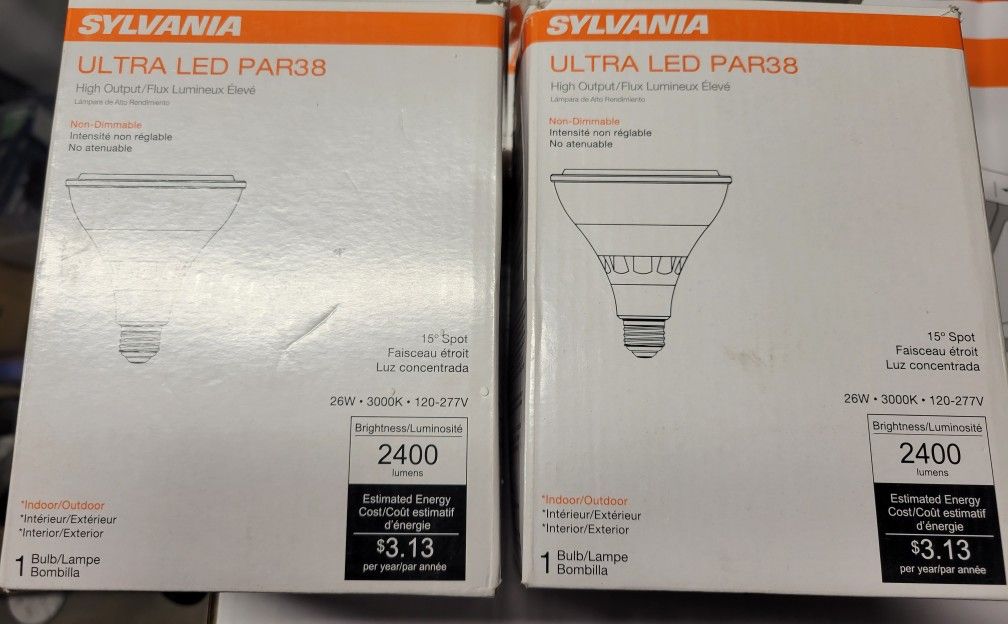 SYLVANIA
ULTRA LED PAR38
High Output/Flux Lumineux Élevé
Lámpara de Alto Rendimiento
Non-Dimmable
Intensité non réglable
No atenuable
15º Spot
Faisceau étroit
Luz concentrada
26W • 3000K • 120-277V
Brightness/Luminosité
2400
lumens
Estimated Energy
Cost/Coût estimatif
d'énergie
$3.13
per year/par année
*Indoor/Outdoor
*Intérieur/Extérieur
*Interior/Exterior
1 Bulb/Lampe
Bombilla
SYLVANIA
ULTRA LED PAR38
High Output/Flux Lumineux Élevé
Lámpara de Alto Rendimiento
Non-Dimmable
Intensité non réglable
No atenuable
15º Spot
Faisceau étroit
Luz concentrada
26W • 3000K • 120-277V
Brightness/Luminosité
2400
lumens
Estimated Energy
Cost/Coût estimatif
d'énergie
$3.13
per year/par année
*Indoor/Outdoor
*Intérieur/Extérieur
*Interior/Exterior
1 Bulb/Lampe
Bombilla